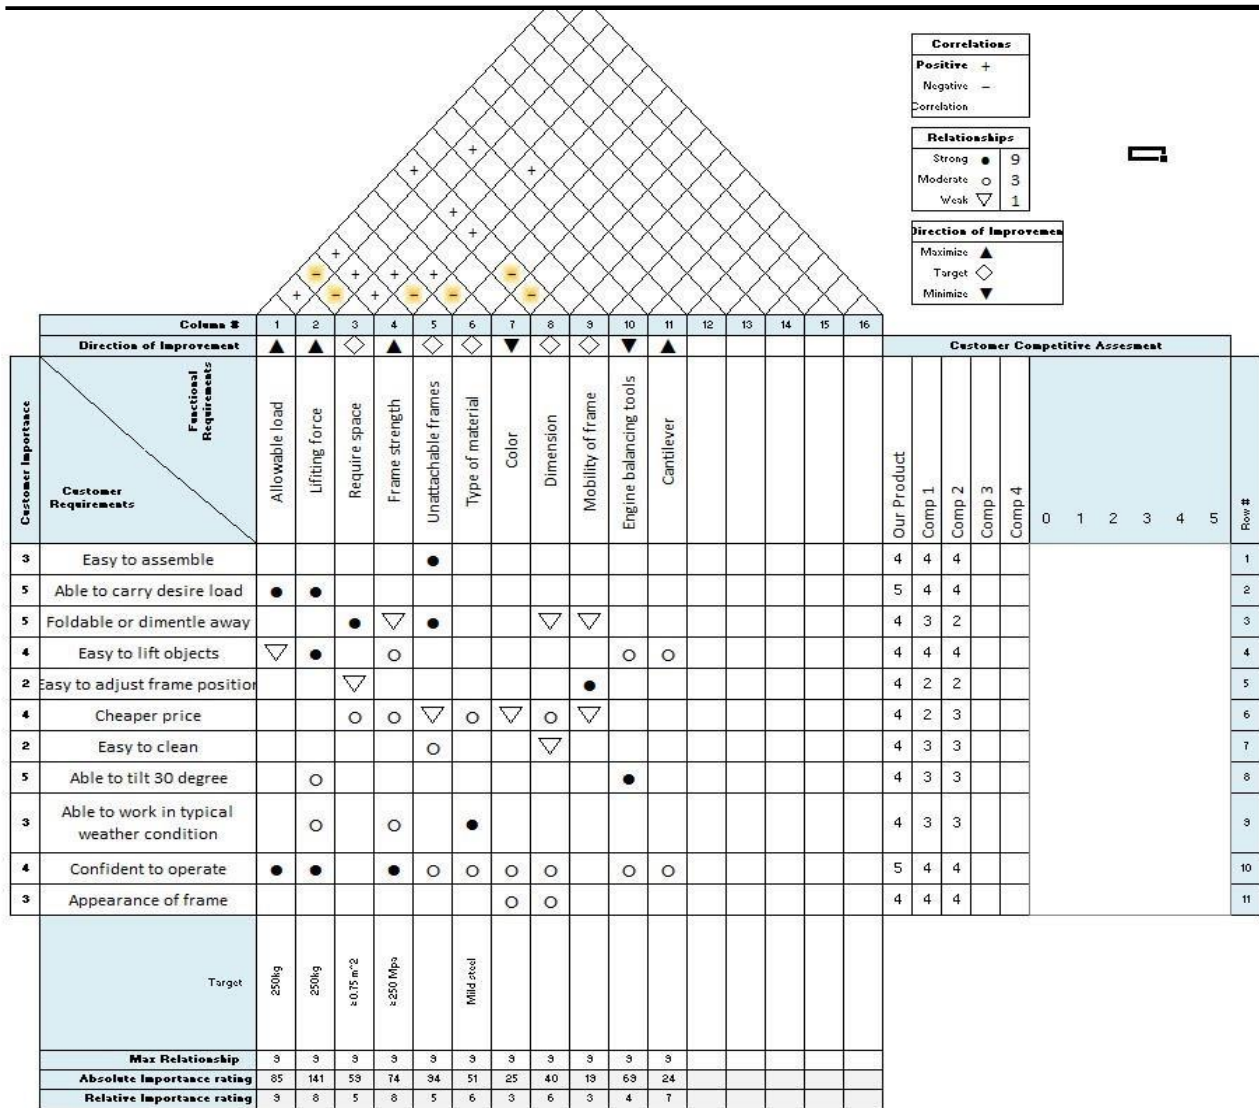 Correlations
Positive +
Negative −
Correlation
Relationships
Strong ● 9
Moderate ○ 3
Weak ▽ 1
Direction of Improvemen
Maximize ▲
Target ◇
Minimize ▼
Column # 1 2 3 4 5 6 7 8 9 10 11 12 13 14 15 16
Direction of Improvement ▲ ▲ ◇ ▲ ◇ ◇ ▼ ◇ ◇ ▼ ▲
Customer Competitive Assesment
Customer Importance
Functional
Requirements
Customer
Requirements
Allowable load
Lifiting force
Require space
Frame strength
Unattachable frames
Type of material
Color
Dimension
Mobility of frame
Engine balancing tools
Cantilever
Our Product
Comp 1
Comp 2
Comp 3
Comp 4
0 1 2 3 4 5
Row #
3 Easy to assemble ● 4 4 4 1
5 Able to carry desire load ● ● 5 4 4 2
5 Foldable or dimentle away ● ▽ ● ▽ ▽ 4 3 2 3
4 Easy to lift objects ▽ ● ○ ○ ○ 4 4 4 4
2 Easy to adjust frame position ▽ ● 4 2 2 5
4 Cheaper price ○ ○ ▽ ○ ▽ ○ ▽ 4 2 3 6
2 Easy to clean ○ ▽ 4 3 3 7
5 Able to tilt 30 degree ○ ● 4 3 3 8
3 Able to work in typical
weather condition ○ ○ ● 4 3 3 9
4 Confident to operate ● ● ● ○ ○ ○ ○ ○ ○ 5 4 4 10
3 Appearance of frame ○ ○ 4 4 4 11
Target
250kg
250kg
≥0.75 m^2
≥250 Mpa
Mild steel
Max Relationship 9 9 9 9 9 9 9 9 9 9 9
Absolute Importance rating 85 141 59 74 94 51 25 40 19 69 24
Relative Importance rating 9 8 5 8 5 6 3 6 3 4 7